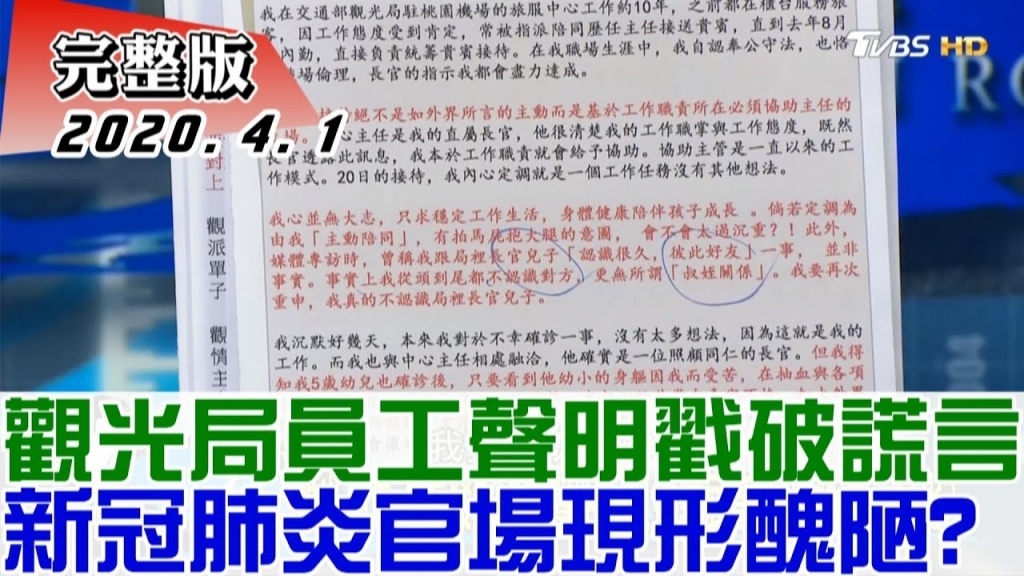 完整版
2020.4.1
TVBS HD
我在交通部觀光局駐桃園機場的旅服中心工作約10年，之前都在櫃台服務旅
客，因工作態度受到肯定，常被指派陪同歷任主任接送貴賓，直到去年8月
內勤，直接負責統籌貴賓接待。在我職場生涯中，我自認奉公守法，也恪
場倫理，長官的指示我都會盡力達成。
絕不是如外界所言的主動而是基於工作職責所在必須協助主任的
場。
心主任是我的直屬長官，他很清楚我的工作職掌與工作態度，既然
長官透露此訊息，我本於工作職責就會給予協助。協助主管是一直以來的工
作模式。20日的接待，我內心定調就是一個工作任務沒有其他想法。
我心並無大志，只求穩定工作生活，身體健康陪伴孩子成長 。倘若定調為
由我「主動陪同」，有拍馬屁抱大腿的意圖， 會不會太過沉重？！此外，
媒體專訪時，曾稱我跟局裡長官兒子「認識很久，彼此好友」一事， 並非
事實。事實上我從頭到尾都不認識對方，更無所謂「叔姪關係」。我要再次
重申，我真的不認識局裡長官兒子。
我沉默好幾天，本來我對於不幸確診一事，沒有太多想法，因為這就是我的
工作。而我也與中心主任相處融洽，他確實是一位照顧同仁的長官。但我得
知我5歲幼兒也確診後，只要看到他幼小的身軀因我而受苦，在抽血與各項
對上
觀派單子
觀情主
觀光局員工聲明戳破謊言
新冠肺炎官場現形醜陋?